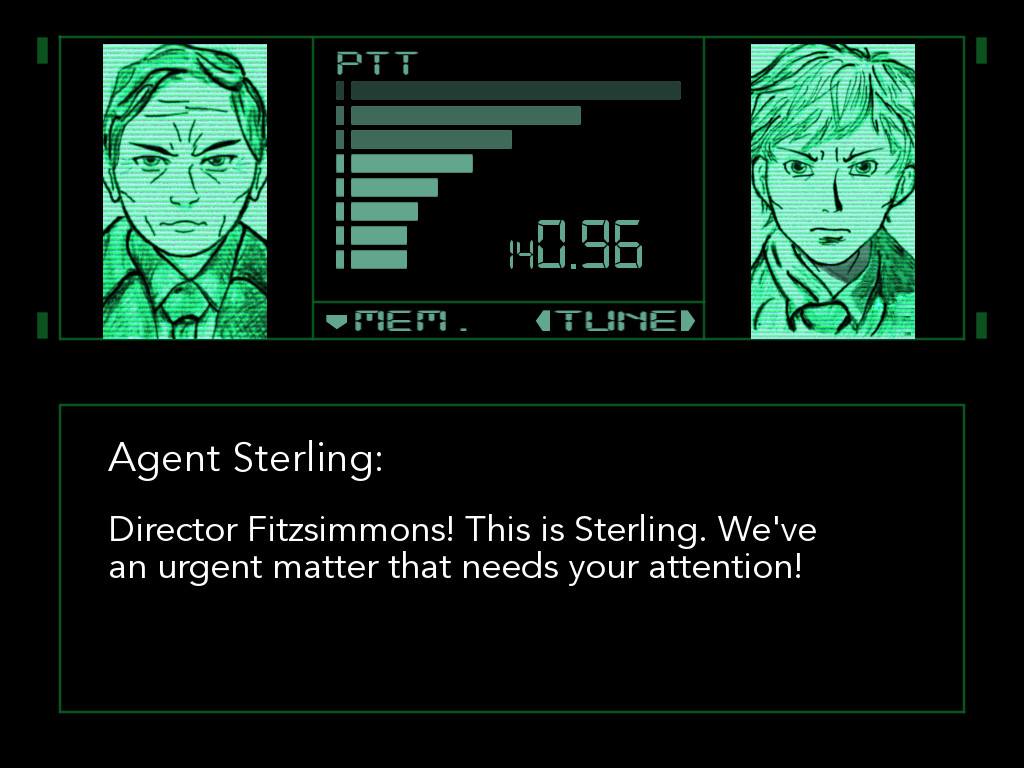 PTT
140.96
MEM.
TUNE
Agent Sterling:
Director Fitzsimmons! This is Sterling. We've
an urgent matter that needs your attention!